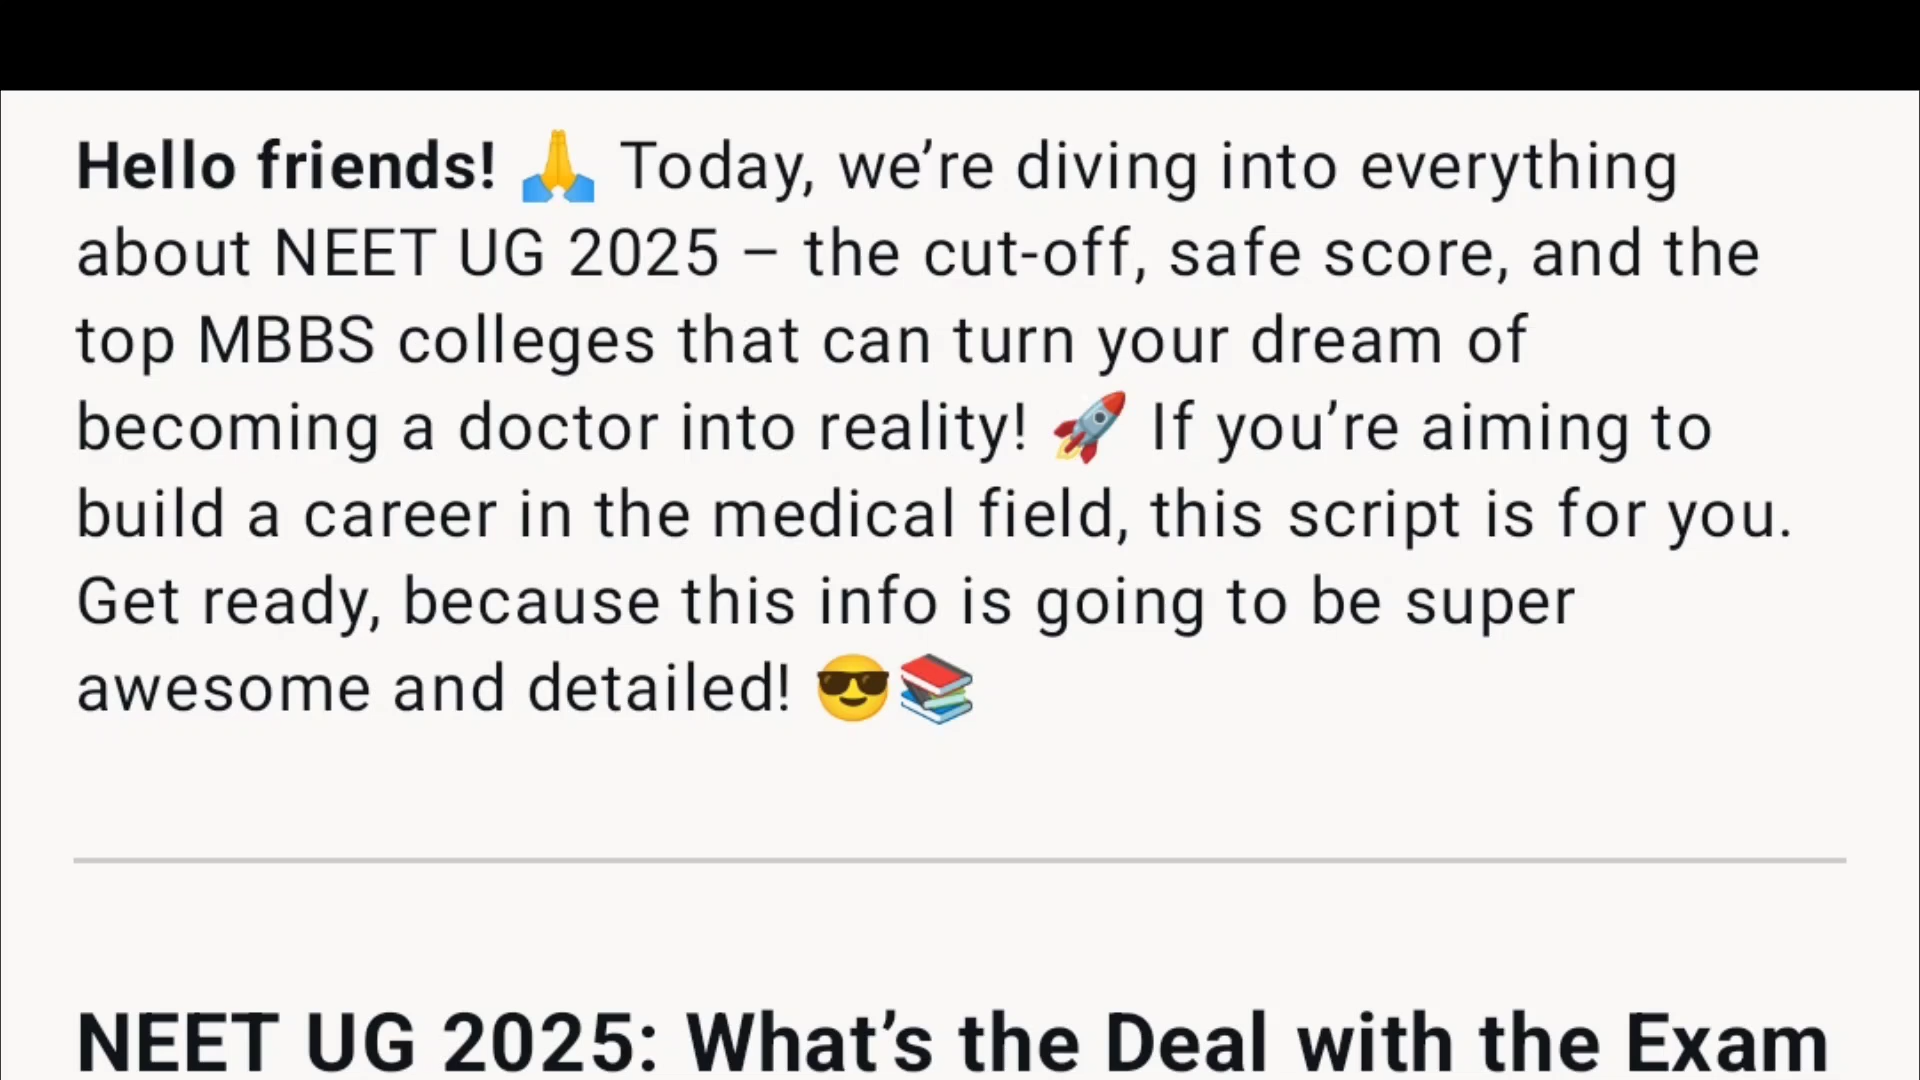 Hello friends! 🙏 Today, we’re diving into everything
about NEET UG 2025 – the cut-off, safe score, and the
top MBBS colleges that can turn your dream of
becoming a doctor into reality! 🚀 If you’re aiming to
build a career in the medical field, this script is for you.
Get ready, because this info is going to be super
awesome and detailed! 😎📚
NEET UG 2025: What’s the Deal with the Exam